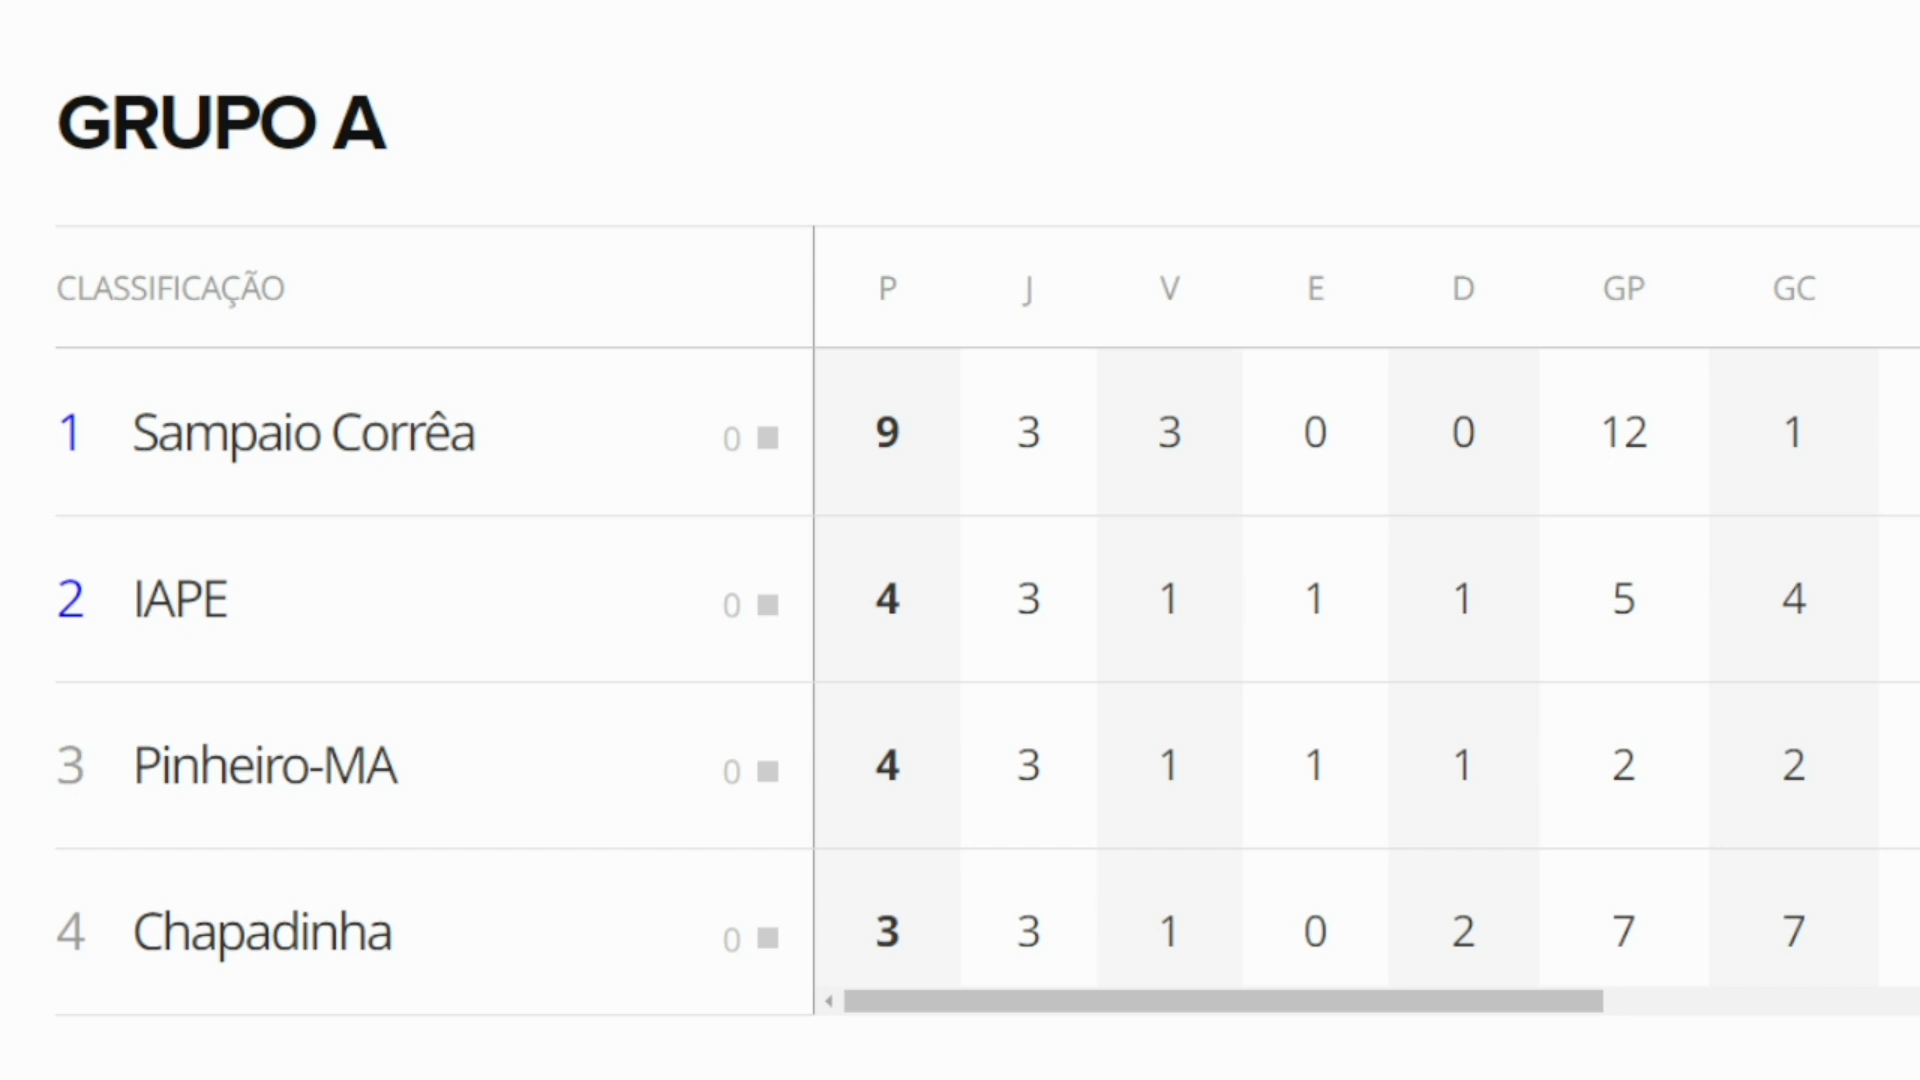 GRUPO A
CLASSIFICAÇÃO P J V E D GP GC
1 Sampaio Corrêa 0 9 3 3 0 0 12 1
2 IAPE 0 4 3 1 1 1 5 4
3 Pinheiro-MA 0 4 3 1 1 1 2 2
4 Chapadinha 0 3 3 1 0 2 7 7